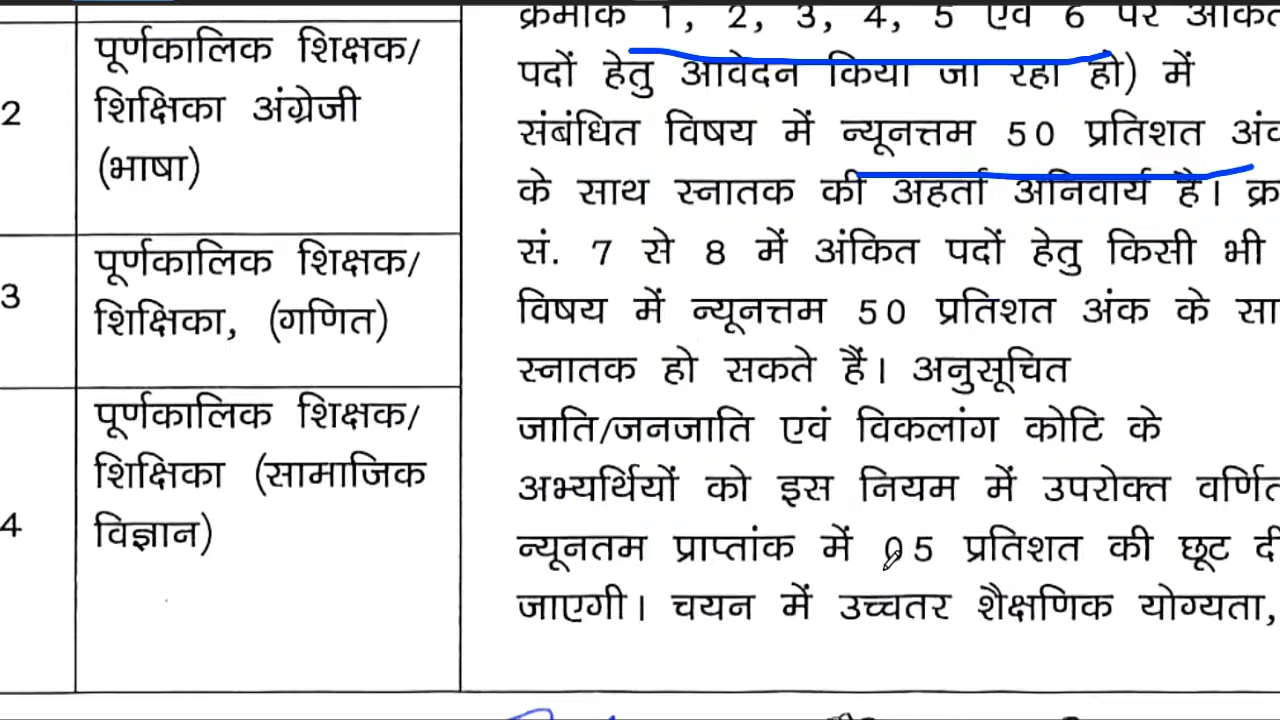 2
पूर्णकालिक शिक्षक/
शिक्षिका अंग्रेजी
(भाषा)
3
पूर्णकालिक शिक्षक/
शिक्षिका, (गणित)
4
पूर्णकालिक शिक्षक/
शिक्षिका (सामाजिक
विज्ञान)
क्रमांक 1, 2, 3, 4, 5 एवं 6 पर अंकित
पदों हेतु आवेदन किया जा रहा हो) में
संबंधित विषय में न्यूनत्तम 50 प्रतिशत
के साथ स्नातक की अहर्ता अनिवार्य है।
सं. 7 से 8 में अंकित पदों हेतु किसी भी
विषय में न्यूनत्तम 50 प्रतिशत अंक के
स्नातक हो सकते हैं। अनुसूचित
जाति/जनजाति एवं विकलांग कोटि के
अभ्यर्थियों को इस नियम में उपरोक्त वर्णित
न्यूनतम प्राप्तांक में 05 प्रतिशत की छूट
जाएगी। चयन में उच्चतर शैक्षणिक योग्यता,